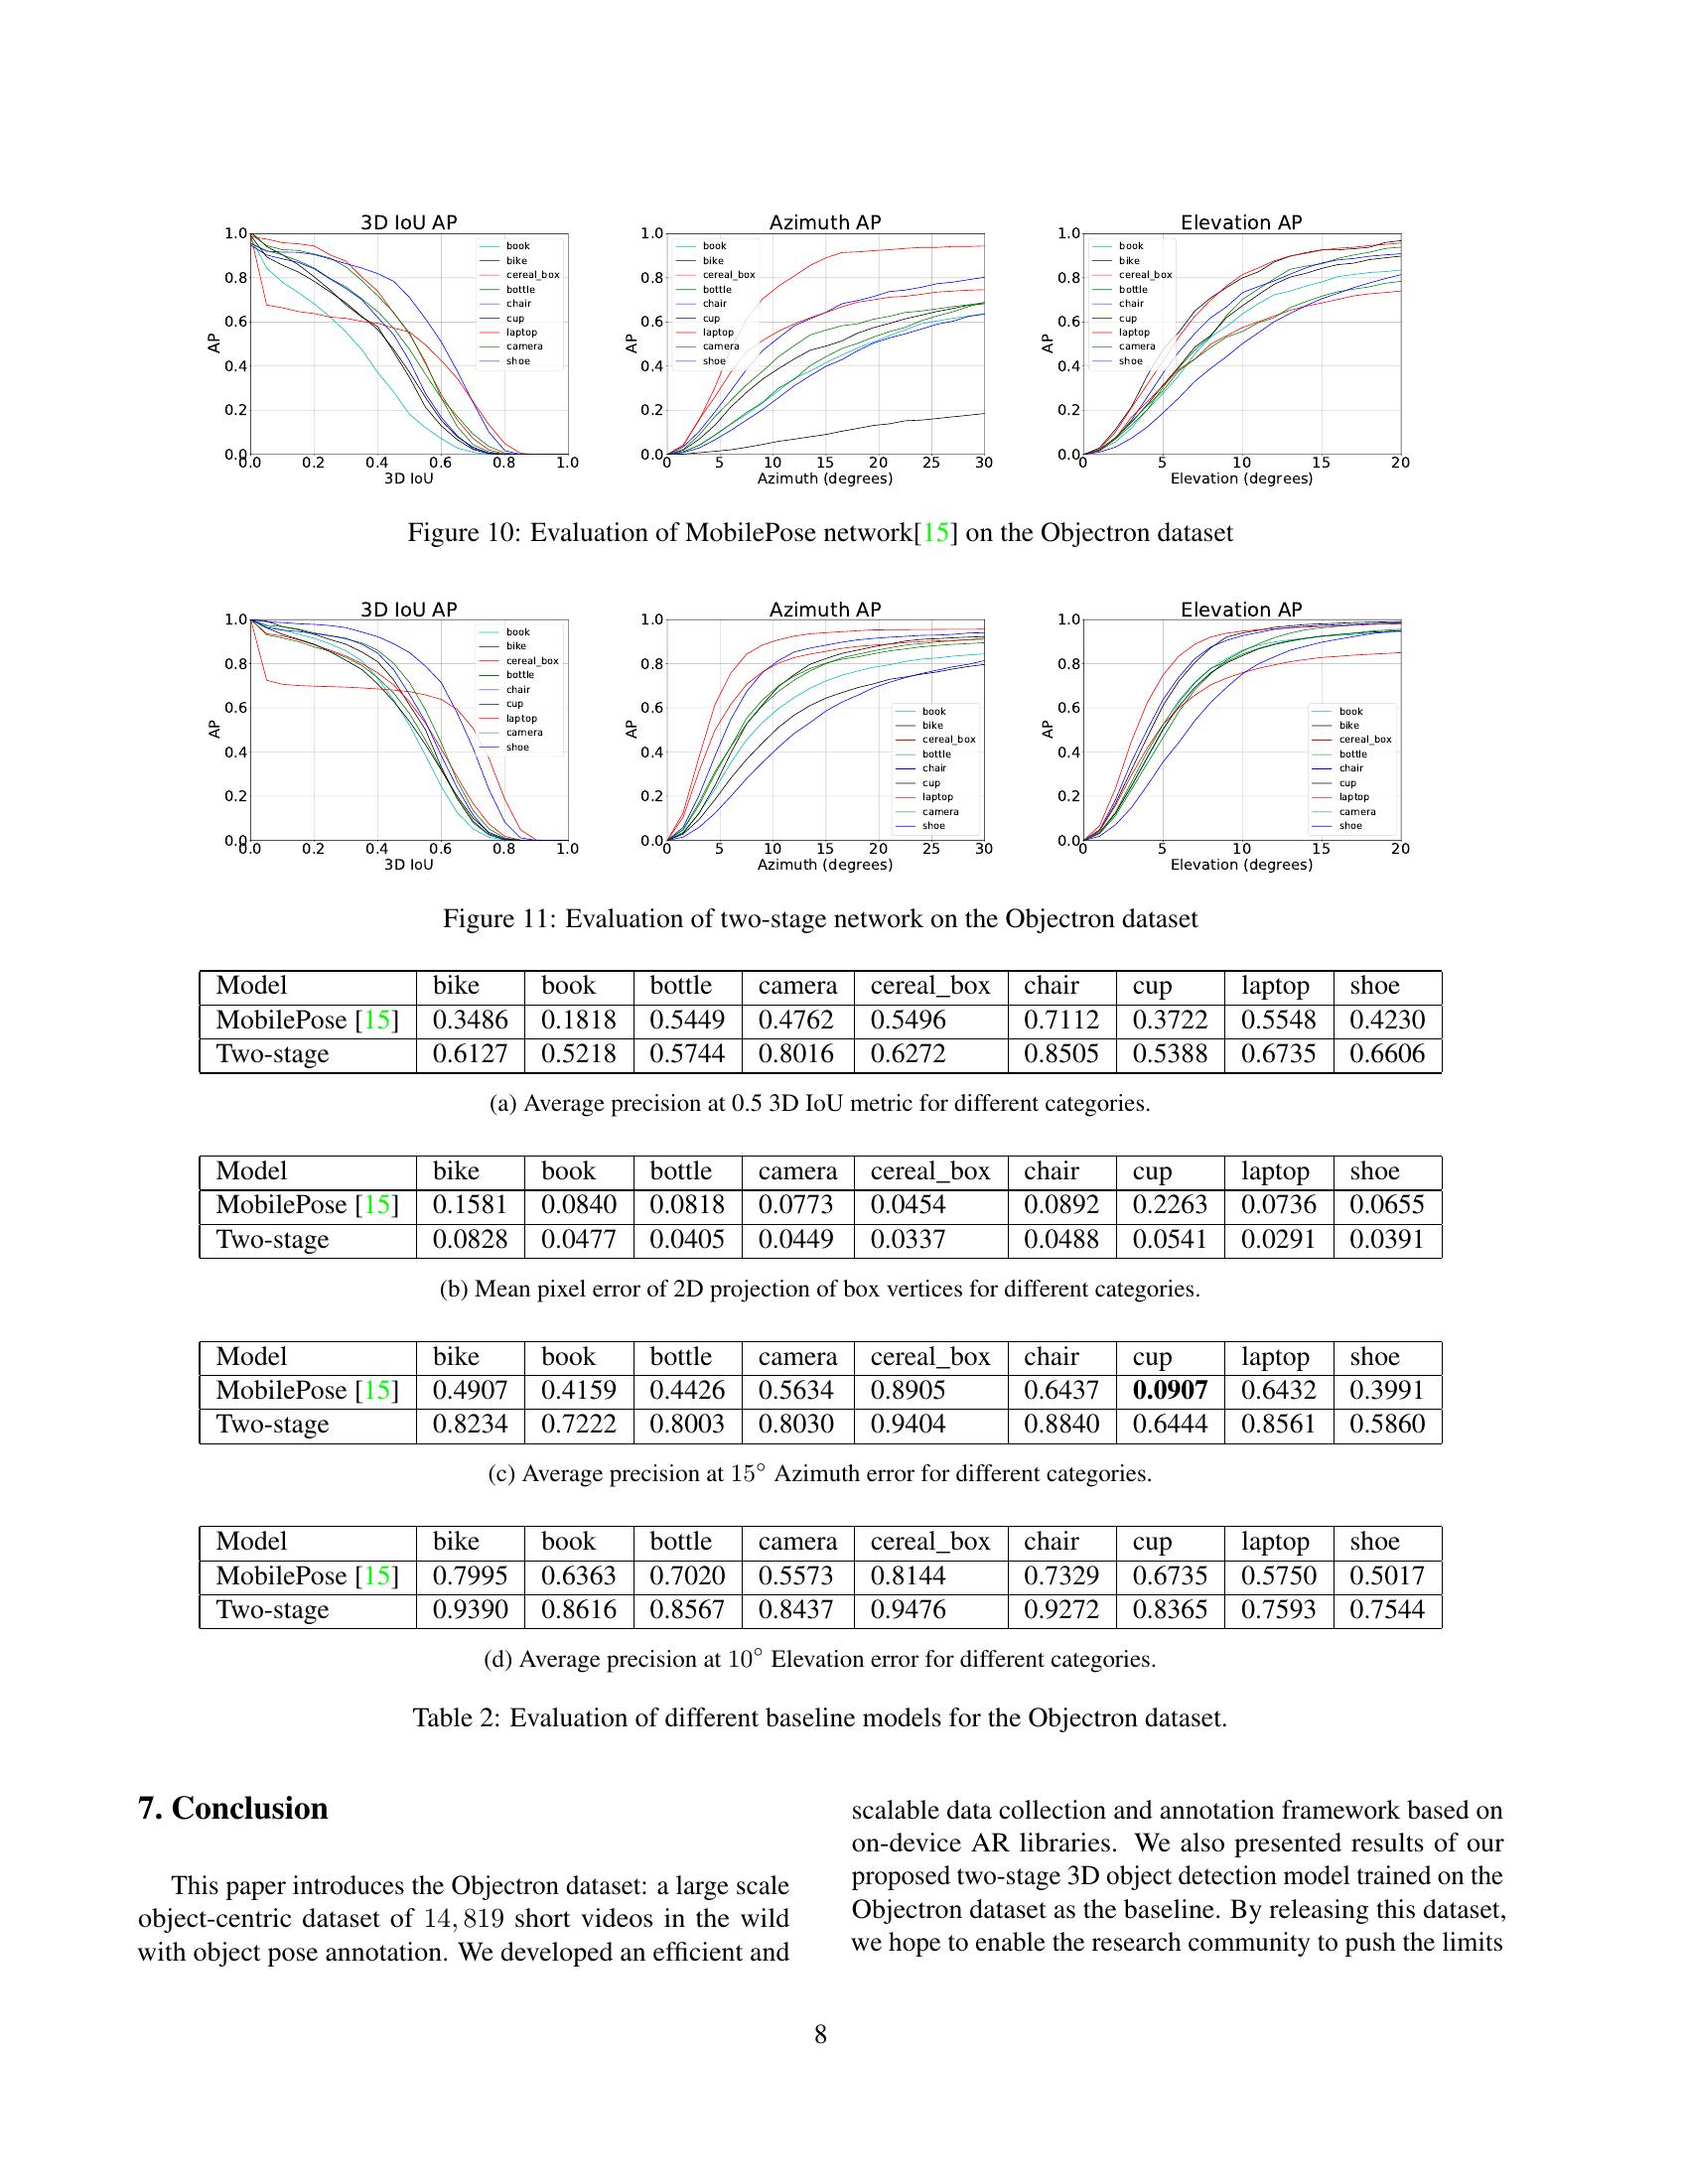 3D IoU AP
1.0
0.8
0.6
0.4
0.2
0.0
AP
book
bike
cereal_box
bottle
chair
cup
laptop
camera
shoe
0.0 0.2 0.4 0.6 0.8 1.0
3D IoU
Azimuth AP
1.0
0.8
0.6
0.4
0.2
0.0
AP
book
bike
cereal_box
bottle
chair
cup
laptop
camera
shoe
0 5 10 15 20 25 30
Azimuth (degrees)
Elevation AP
1.0
0.8
0.6
0.4
0.2
0.0
AP
book
bike
cereal_box
bottle
chair
cup
laptop
camera
shoe
0 5 10 15 20
Elevation (degrees)
Figure 10: Evaluation of MobilePose network[15] on the Objectron dataset
3D IoU AP
1.0
0.8
0.6
0.4
0.2
0.0
AP
book
bike
cereal_box
bottle
chair
cup
laptop
camera
shoe
0.0 0.2 0.4 0.6 0.8 1.0
3D IoU
Azimuth AP
1.0
0.8
0.6
0.4
0.2
0.0
AP
book
bike
cereal_box
bottle
chair
cup
laptop
camera
shoe
0 5 10 15 20 25 30
Azimuth (degrees)
Elevation AP
1.0
0.8
0.6
0.4
0.2
0.0
AP
book
bike
cereal_box
bottle
chair
cup
laptop
camera
shoe
0 5 10 15 20
Elevation (degrees)
Figure 11: Evaluation of two-stage network on the Objectron dataset
Model bike book bottle camera cereal_box chair cup laptop shoe
MobilePose [15] 0.3486 0.1818 0.5449 0.4762 0.5496 0.7112 0.3722 0.5548 0.4230
Two-stage 0.6127 0.5218 0.5744 0.8016 0.6272 0.8505 0.5388 0.6735 0.6606
(a) Average precision at 0.5 3D IoU metric for different categories.
Model bike book bottle camera cereal_box chair cup laptop shoe
MobilePose [15] 0.1581 0.0840 0.0818 0.0773 0.0454 0.0892 0.2263 0.0736 0.0655
Two-stage 0.0828 0.0477 0.0405 0.0449 0.0337 0.0488 0.0541 0.0291 0.0391
(b) Mean pixel error of 2D projection of box vertices for different categories.
Model bike book bottle camera cereal_box chair cup laptop shoe
MobilePose [15] 0.4907 0.4159 0.4426 0.5634 0.8905 0.6437 0.0907 0.6432 0.3991
Two-stage 0.8234 0.7222 0.8003 0.8030 0.9404 0.8840 0.6444 0.8561 0.5860
(c) Average precision at 15° Azimuth error for different categories.
Model bike book bottle camera cereal_box chair cup laptop shoe
MobilePose [15] 0.7995 0.6363 0.7020 0.5573 0.8144 0.7329 0.6735 0.5750 0.5017
Two-stage 0.9390 0.8616 0.8567 0.8437 0.9476 0.9272 0.8365 0.7593 0.7544
(d) Average precision at 10° Elevation error for different categories.
Table 2: Evaluation of different baseline models for the Objectron dataset.
7. Conclusion
This paper introduces the Objectron dataset: a large scale
object-centric dataset of 14, 819 short videos in the wild
with object pose annotation. We developed an efficient and
scalable data collection and annotation framework based on
on-device AR libraries. We also presented results of our
proposed two-stage 3D object detection model trained on the
Objectron dataset as the baseline. By releasing this dataset,
we hope to enable the research community to push the limits
8